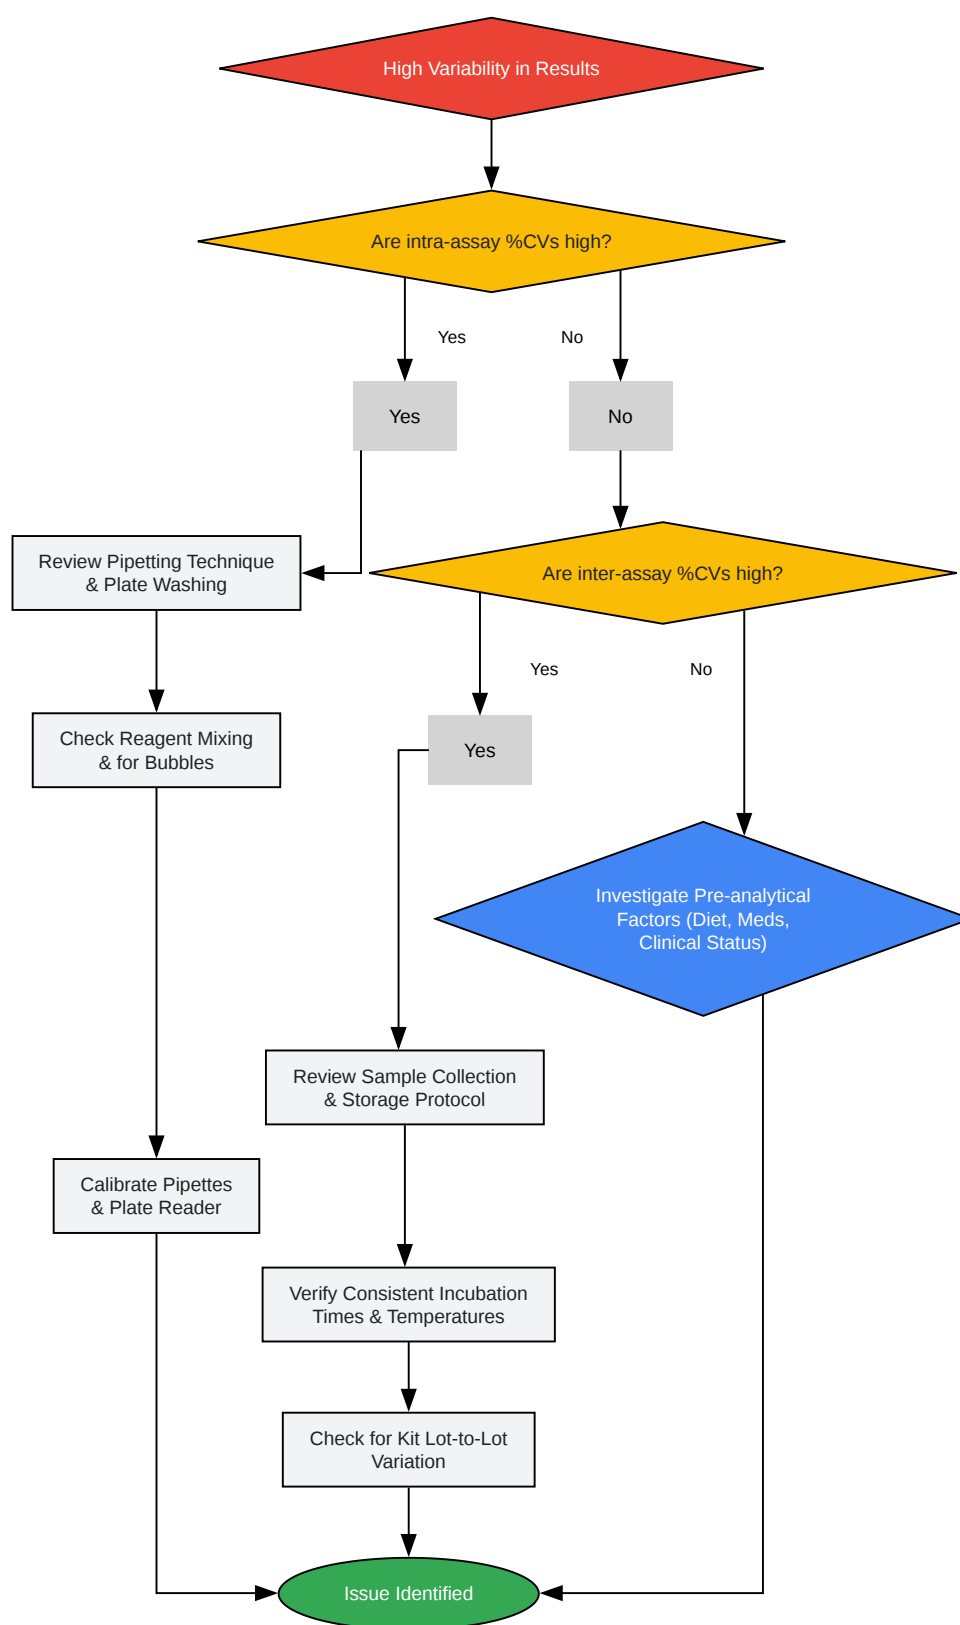 High Variability in Results
Are intra-assay %CVs high?
Yes
No
Yes
No
Review Pipetting Technique
& Plate Washing
Are inter-assay %CVs high?
Yes
No
Check Reagent Mixing
& for Bubbles
Yes
Investigate Pre-analytical
Factors (Diet, Meds,
Clinical Status)
Review Sample Collection
& Storage Protocol
Calibrate Pipettes
& Plate Reader
Verify Consistent Incubation
Times & Temperatures
Check for Kit Lot-to-Lot
Variation
Issue Identified